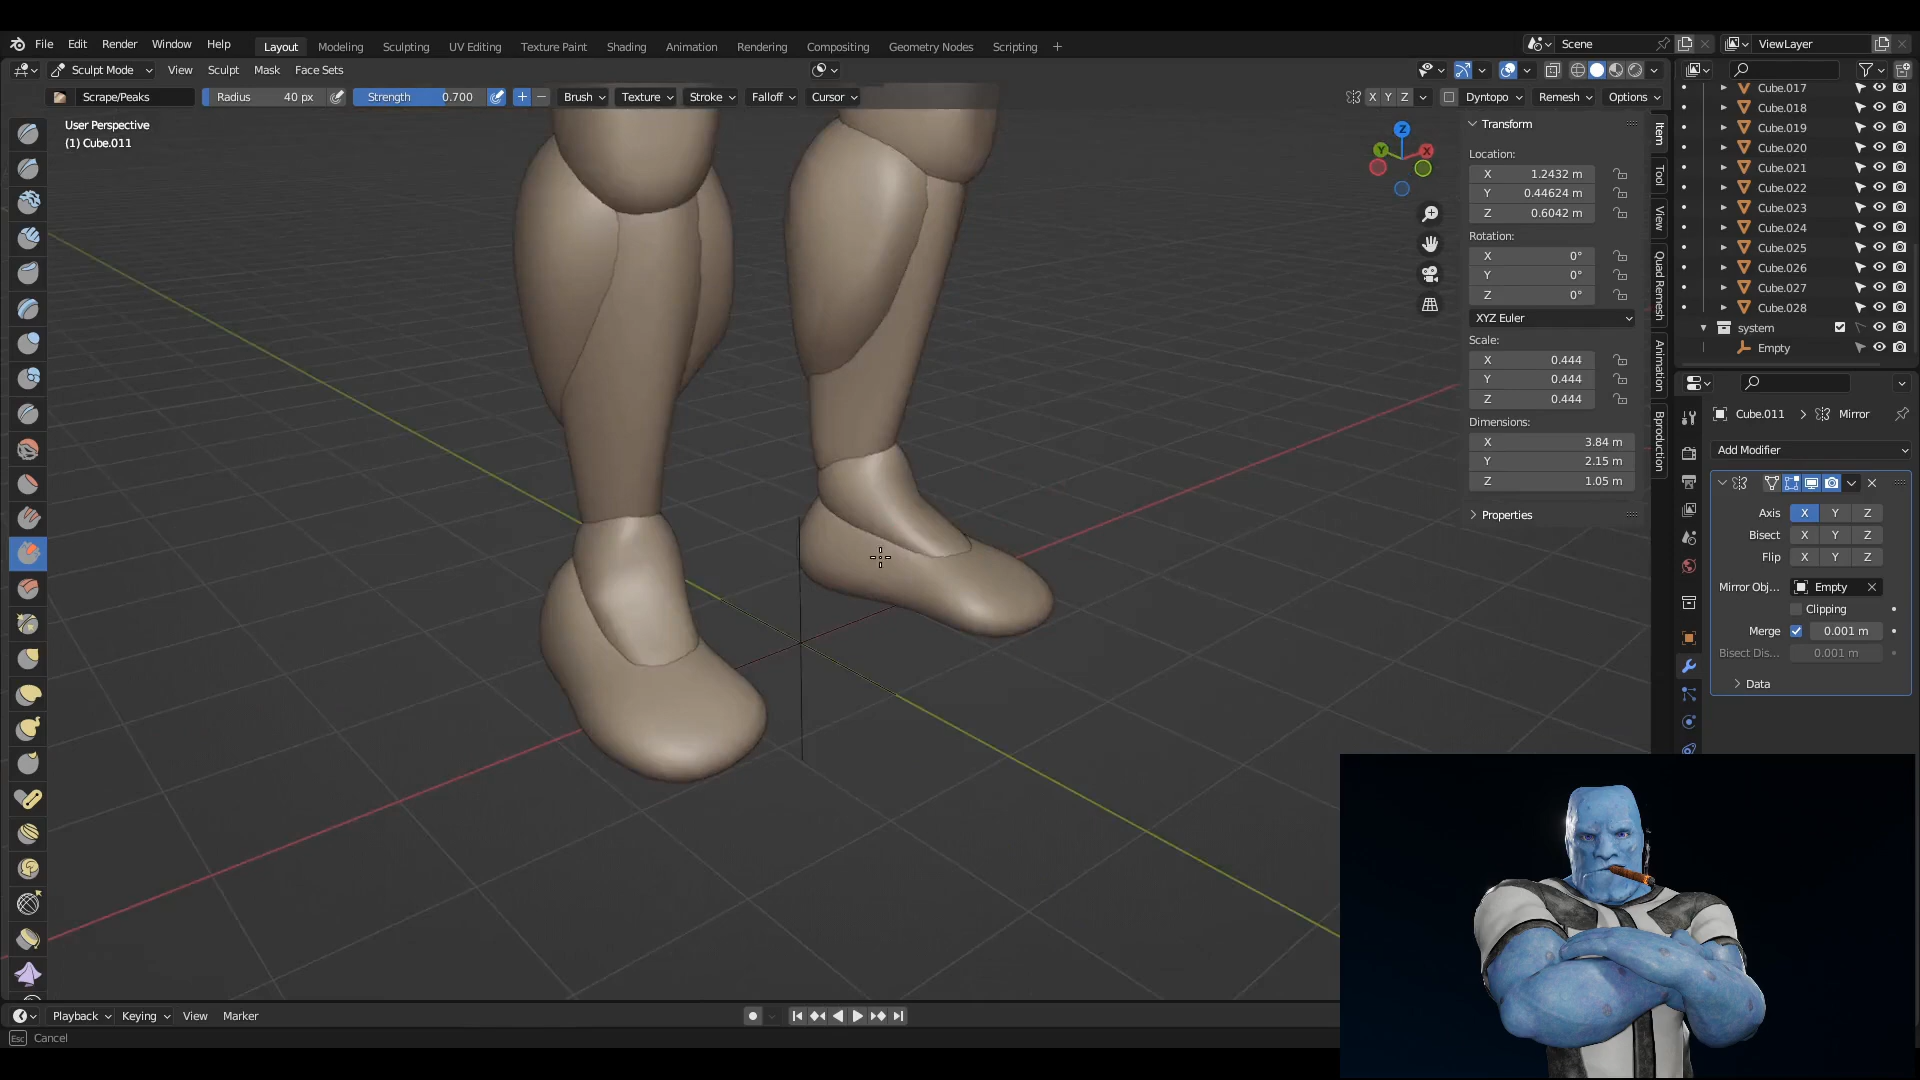 File Edit Render Window Help Layout Modeling Sculpting UV Editing Texture Paint Shading Animation Rendering Compositing Geometry Nodes Scripting + Scene ViewLayer
Sculpt Mode View Sculpt Mask Face Sets
Scrape/Peaks Radius 40 px Strength 0.700 Brush Texture Stroke Falloff Cursor X Y Z Dyntopo Remesh Options
User Perspective
(1) Cube.011
Z
Y
X
Transform
Location:
X 1.2432 m
Y 0.44624 m
Z 0.6042 m
Rotation:
X 0°
Y 0°
Z 0°
XYZ Euler
Scale:
X 0.444
Y 0.444
Z 0.444
Dimensions:
X 3.84 m
Y 2.15 m
Z 1.05 m
Properties
Item
Tool
View
Quad Remesh
Animation
Bproduction
Cube.017
Cube.018
Cube.019
Cube.020
Cube.021
Cube.022
Cube.023
Cube.024
Cube.025
Cube.026
Cube.027
Cube.028
system
Empty
Cube.011 > Mirror
Add Modifier
Axis X Y Z
Bisect X Y Z
Flip X Y Z
Mirror Obj... Empty
Clipping
Merge 0.001 m
Bisect Dis... 0.001 m
Data
Playback Keying View Marker
Esc Cancel